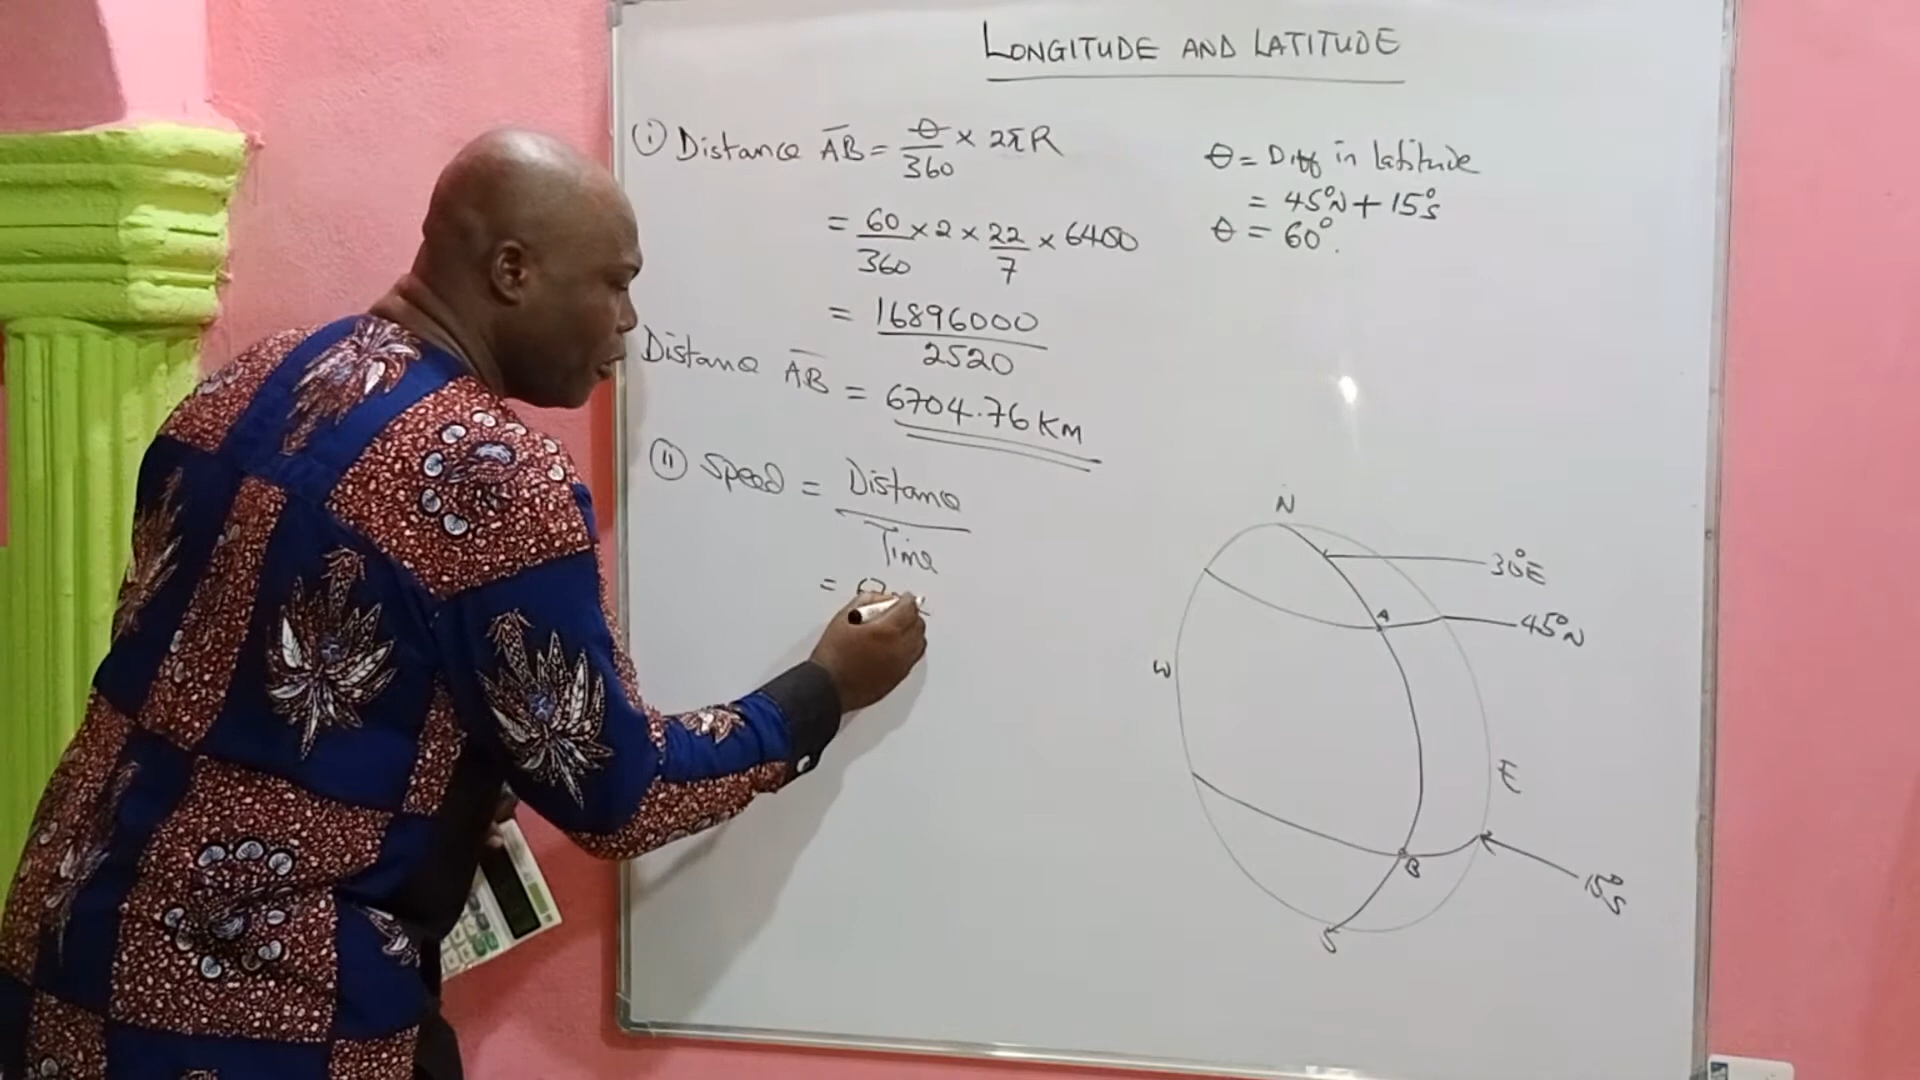 LONGITUDE AND LATITUDE
(i) Distance AB = θ/360 × 2πR
= 60/360 × 2 × 22/7 × 6400
= 16896000/2520
Distance AB = 6704.76 KM
(ii) Speed = Distance/Time
=
θ = Diff in latitude
= 45°N + 15°S
θ = 60°.
N
30°E
A
45°N
W
E
B
15°S
S